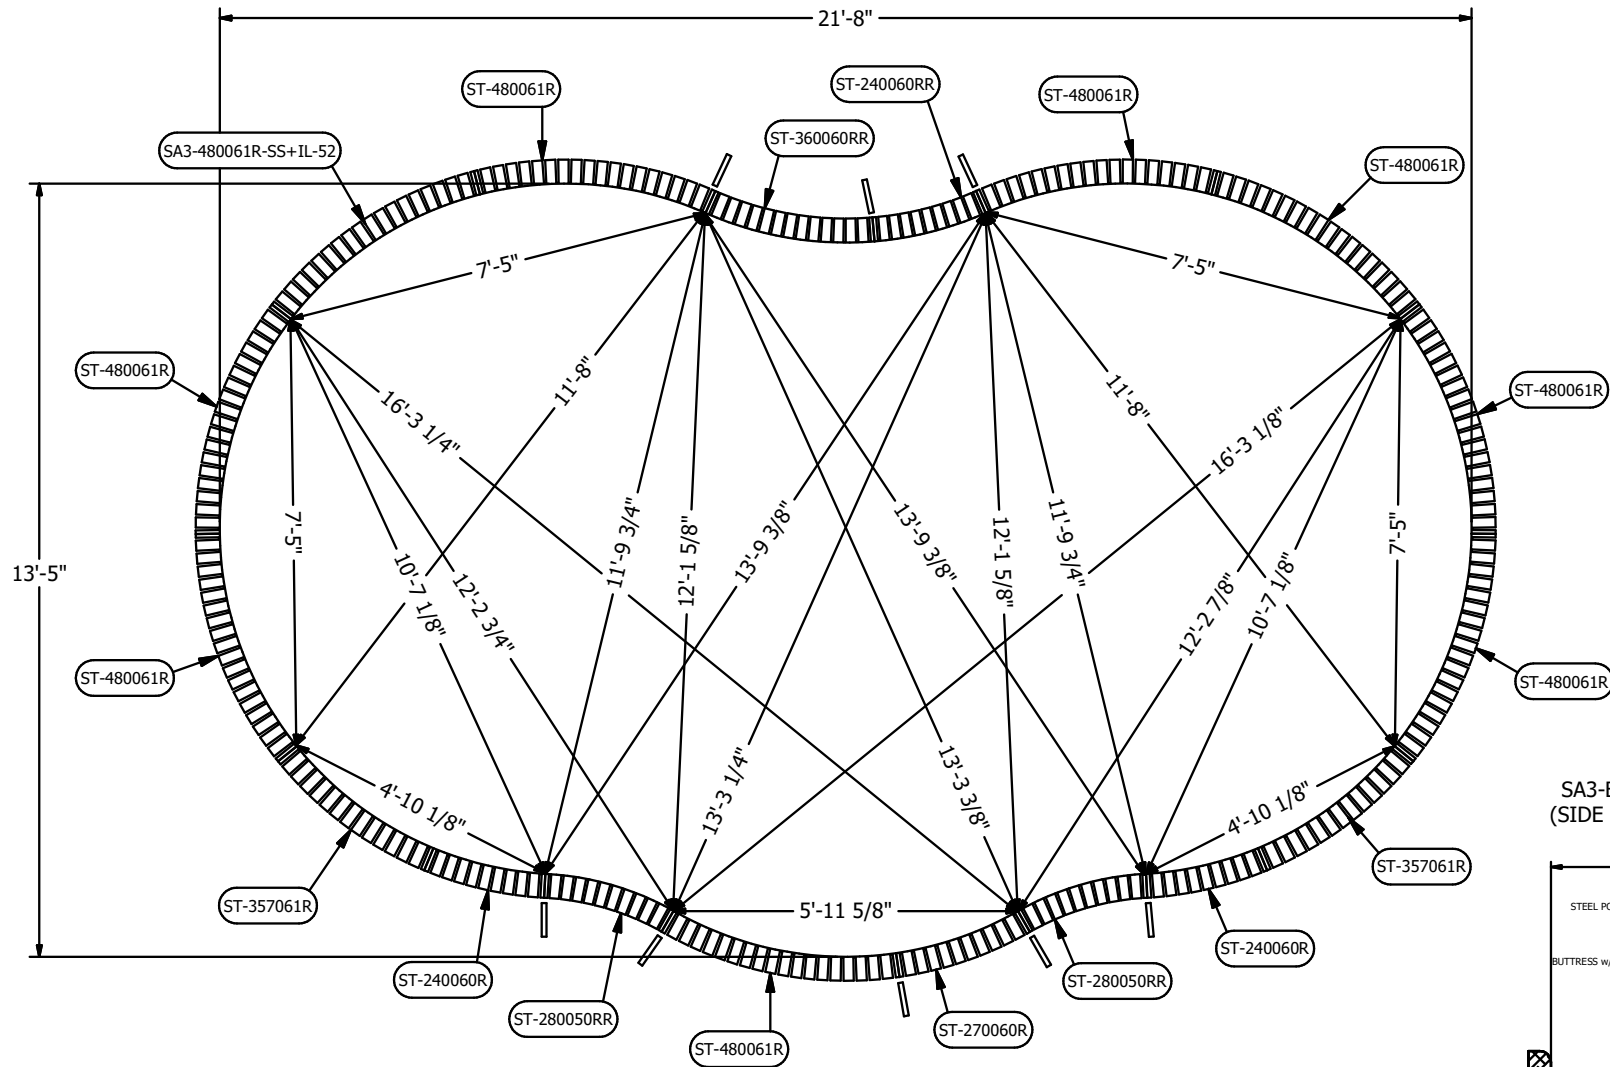 21'-8"
ST-480061R
ST-240060RR
ST-480061R
ST-360060RR
SA3-480061R-SS+IL-52
ST-480061R
7'-5"
7'-5"
ST-480061R
11'-8"
11'-8"
ST-480061R
16'-3 1/4"
16'-3 1/8"
13'-5"
7'-5"
10'-7 1/8"
12'-2 3/4"
11'-9 3/4"
12'-1 5/8"
13'-9 3/8"
13'-9 3/8"
12'-1 5/8"
11'-9 3/4"
12'-2 7/8"
10'-7 1/8"
7'-5"
ST-480061R
ST-480061R
4'-10 1/8"
13'-3 1/4"
13'-3 3/8"
4'-10 1/8"
SA3-
(SIDE
ST-357061R
ST-357061R
5'-11 5/8"
STEEL
ST-240060R
ST-240060R
BUTTRESS w/
ST-280050RR
ST-280050RR
ST-480061R
ST-270060R